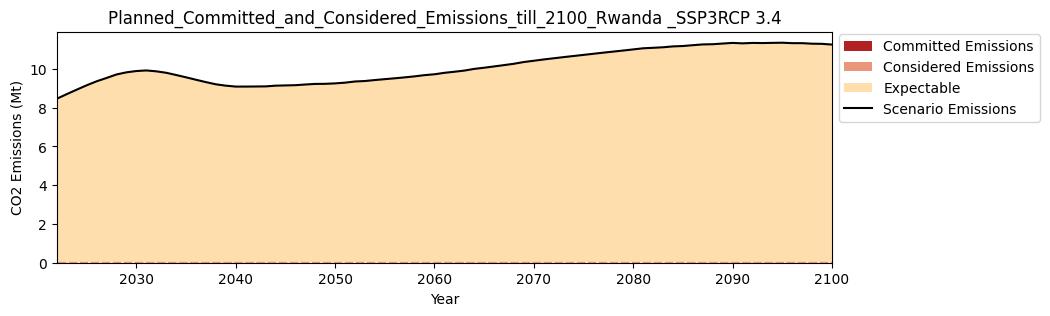 Planned_Committed_and_Considered_Emissions_till_2100_Rwanda _SSP3RCP 3.4
Committed Emissions
Considered Emissions
Expectable
Scenario Emissions
CO2 Emissions (Mt)
10
8
6
4
2
0
2030 2040 2050 2060 2070 2080 2090 2100
Year